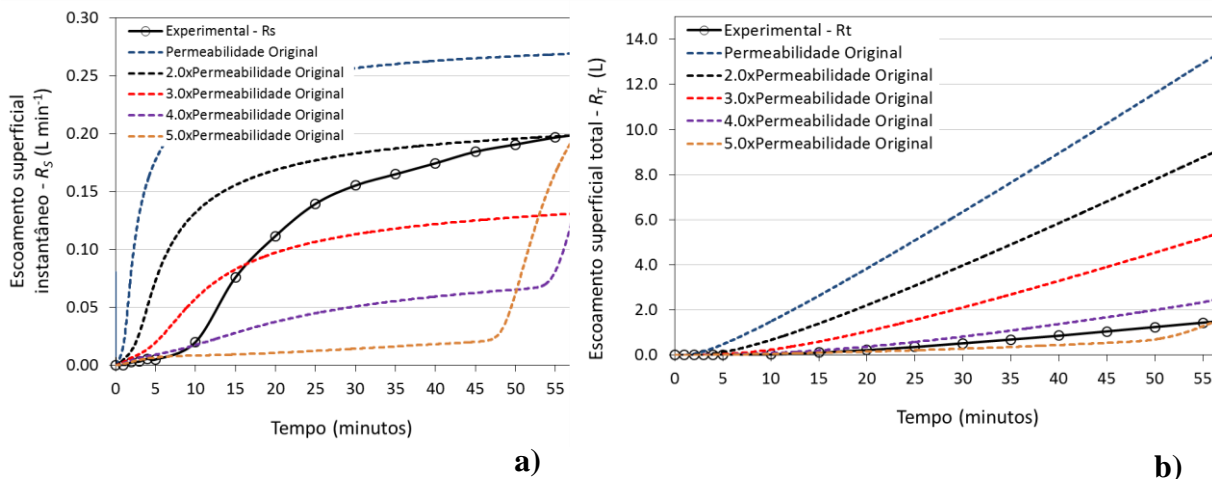 Escoamento superficial
instantâneo - Rs (L min⁻¹)
0.30
0.25
0.20
0.15
0.10
0.05
0.00
Experimental - Rs
Permeabilidade Original
2.0xPermeabilidade Original
3.0xPermeabilidade Original
4.0xPermeabilidade Original
5.0xPermeabilidade Original
0 5 10 15 20 25 30 35 40 45 50 55
Tempo (minutos)
a)
Escoamento superficial total - RT (L)
14.0
12.0
10.0
8.0
6.0
4.0
2.0
0.0
Experimental - Rt
Permeabilidade Original
2.0xPermeabilidade Original
3.0xPermeabilidade Original
4.0xPermeabilidade Original
5.0xPermeabilidade Original
0 5 10 15 20 25 30 35 40 45 50 55
Tempo (minutos)
b)